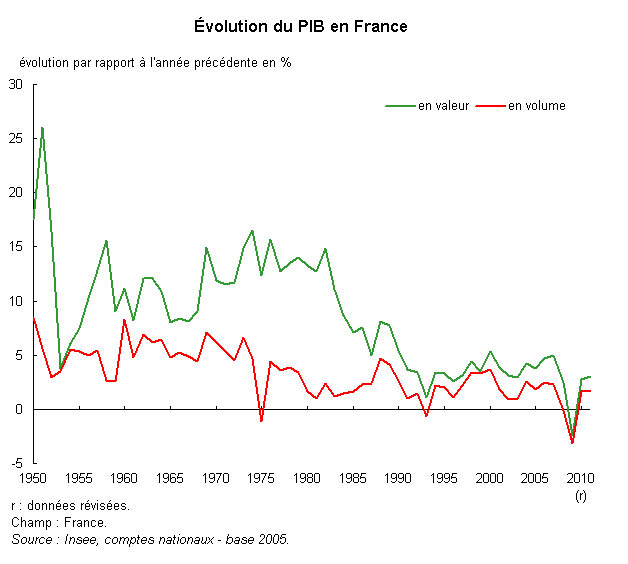 Évolution du PIB en France
évolution par rapport à l'année précédente en %
en valeur
en volume
30
25
20
15
10
5
0
-5
1950 1955 1960 1965 1970 1975 1980 1985 1990 1995 2000 2005 2010
(r)
r : données révisées.
Champ : France.
Source : Insee, comptes nationaux - base 2005.